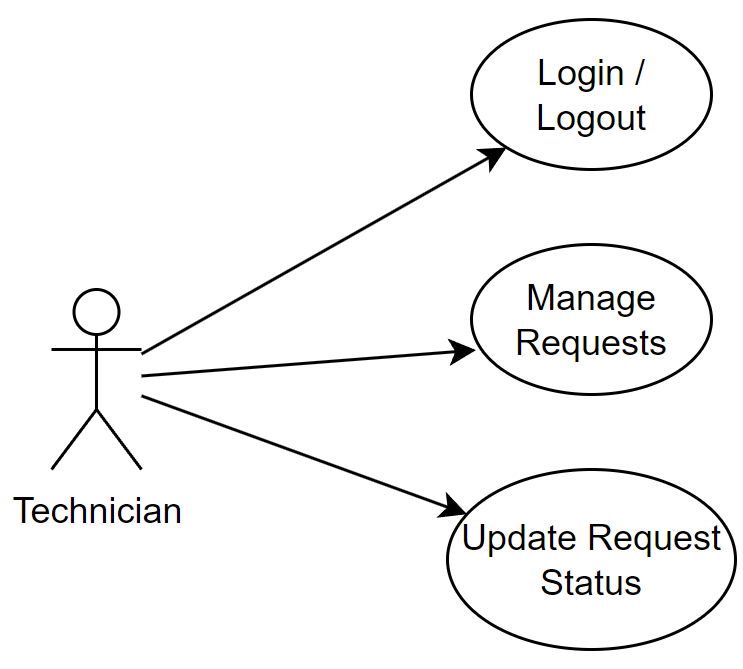 Login /
Logout
Manage
Requests
Technician
Update Request
Status